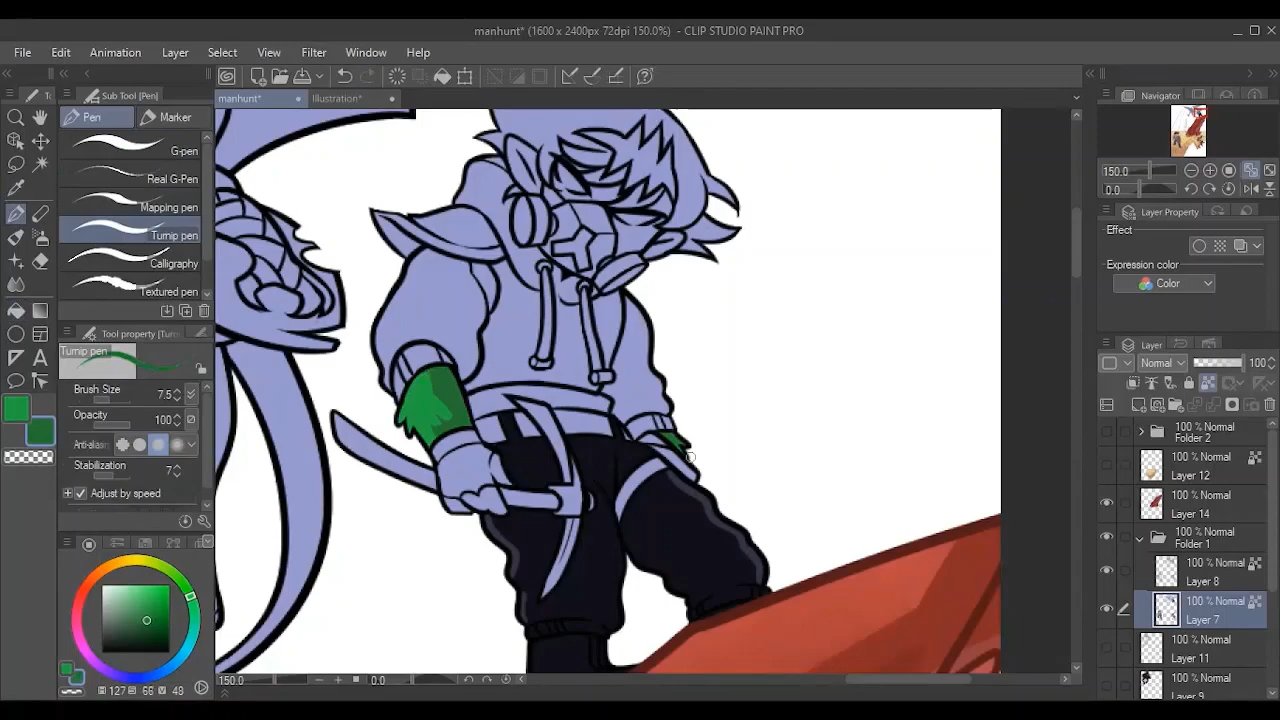 manhunt* (1600 x 2400px 72dpi 150.0%)  - CLIP STUDIO PAINT PRO
File Edit Animation Layer Select View Filter Window Help
manhunt* Illustration*
Sub Tool [Pen]
Pen Marker
G-pen
Real G-Pen
Mapping pen
Turnip pen
Calligraphy
Textured pen
Tool property [Turn
Turnip pen
Brush Size 7.5
Opacity 100
Anti-alias
Stabilization 7
Adjust by speed
127 66 48
150.0 0.0
Navigator
150.0
0.0
Layer Property
Effect
Expression color
Color
Layer
Normal 100
100 % Normal
Folder 2
100 % Normal
Layer 12
100 % Normal
Layer 14
100 % Normal
Folder 1
100 % Normal
Layer 8
100 % Normal
Layer 7
100 % Normal
Layer 11
100 % Normal
Layer 9